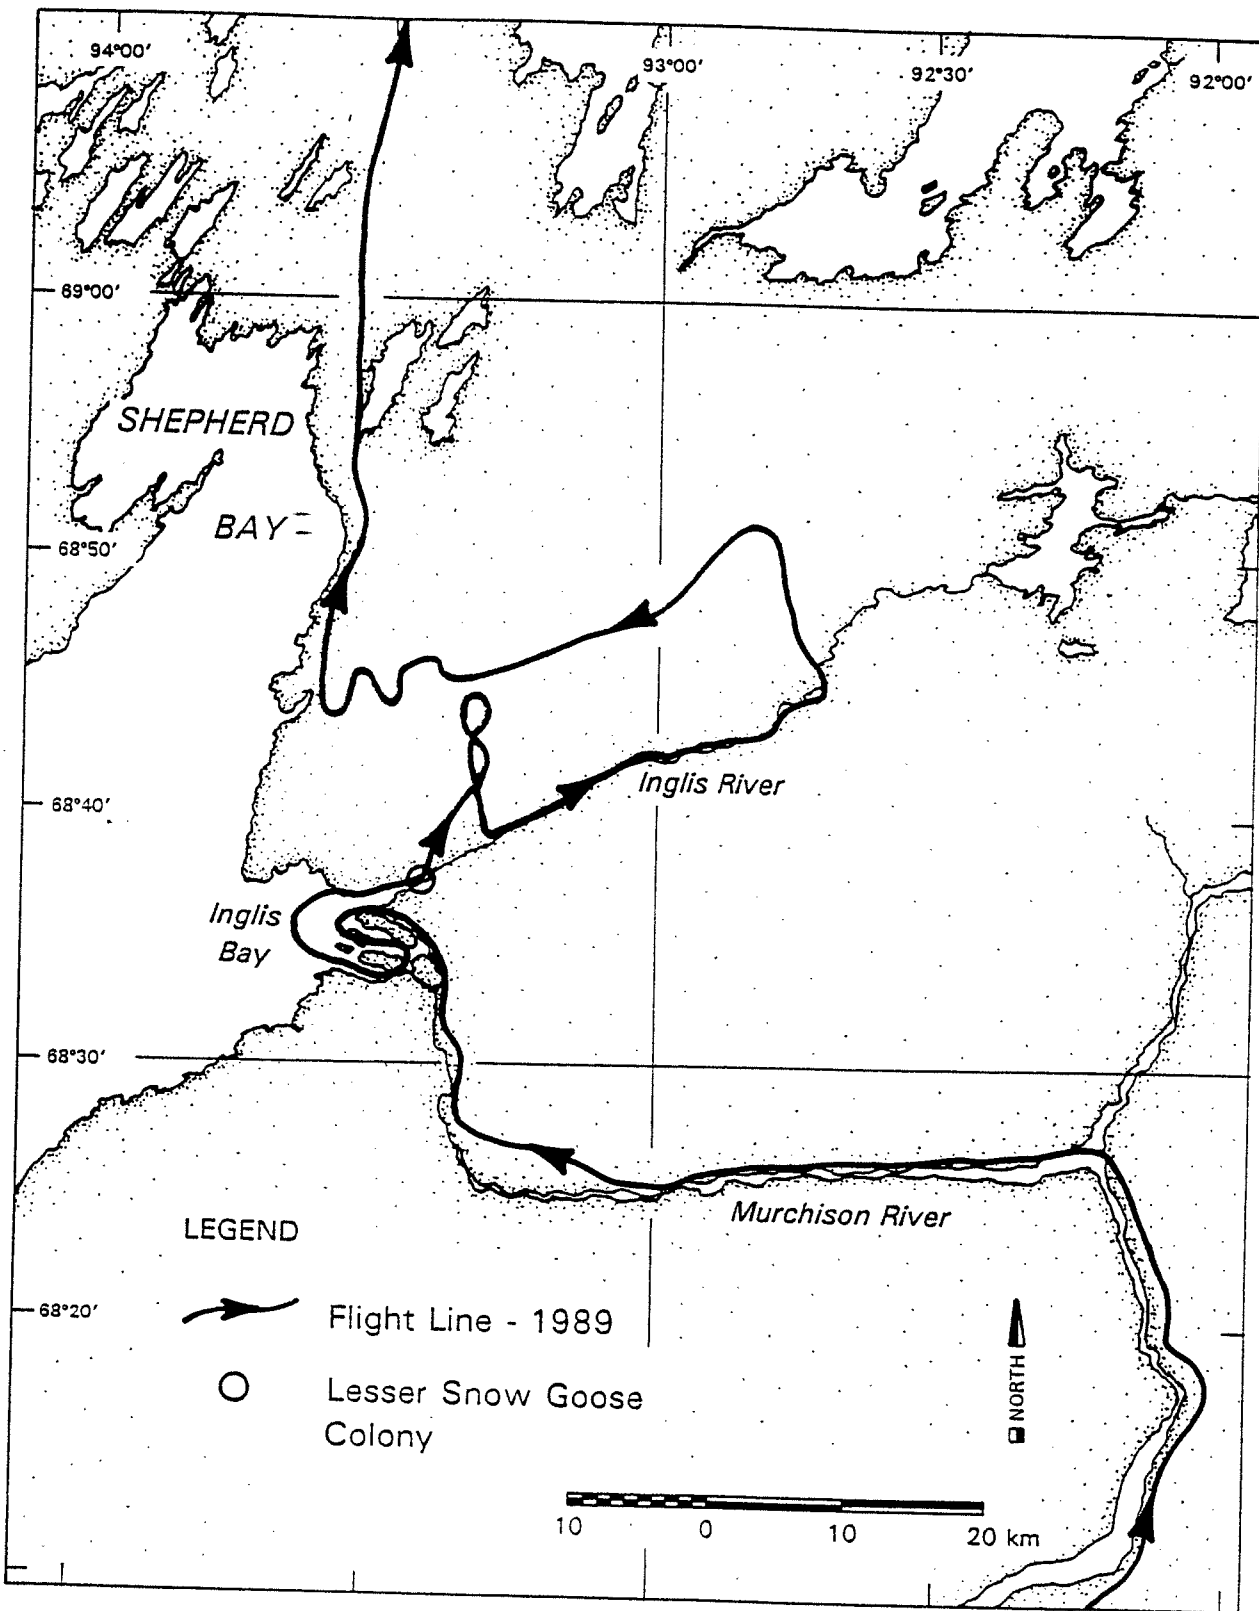 94°00'
93°00'
92°30'
92°00'
69°00'
SHEPHERD
BAY
68°50'
Inglis River
68°40'
Inglis
Bay
68°30'
Murchison River
LEGEND
68°20'
Flight Line - 1989
Lesser Snow Goose
Colony
NORTH
10 0 10 20 km